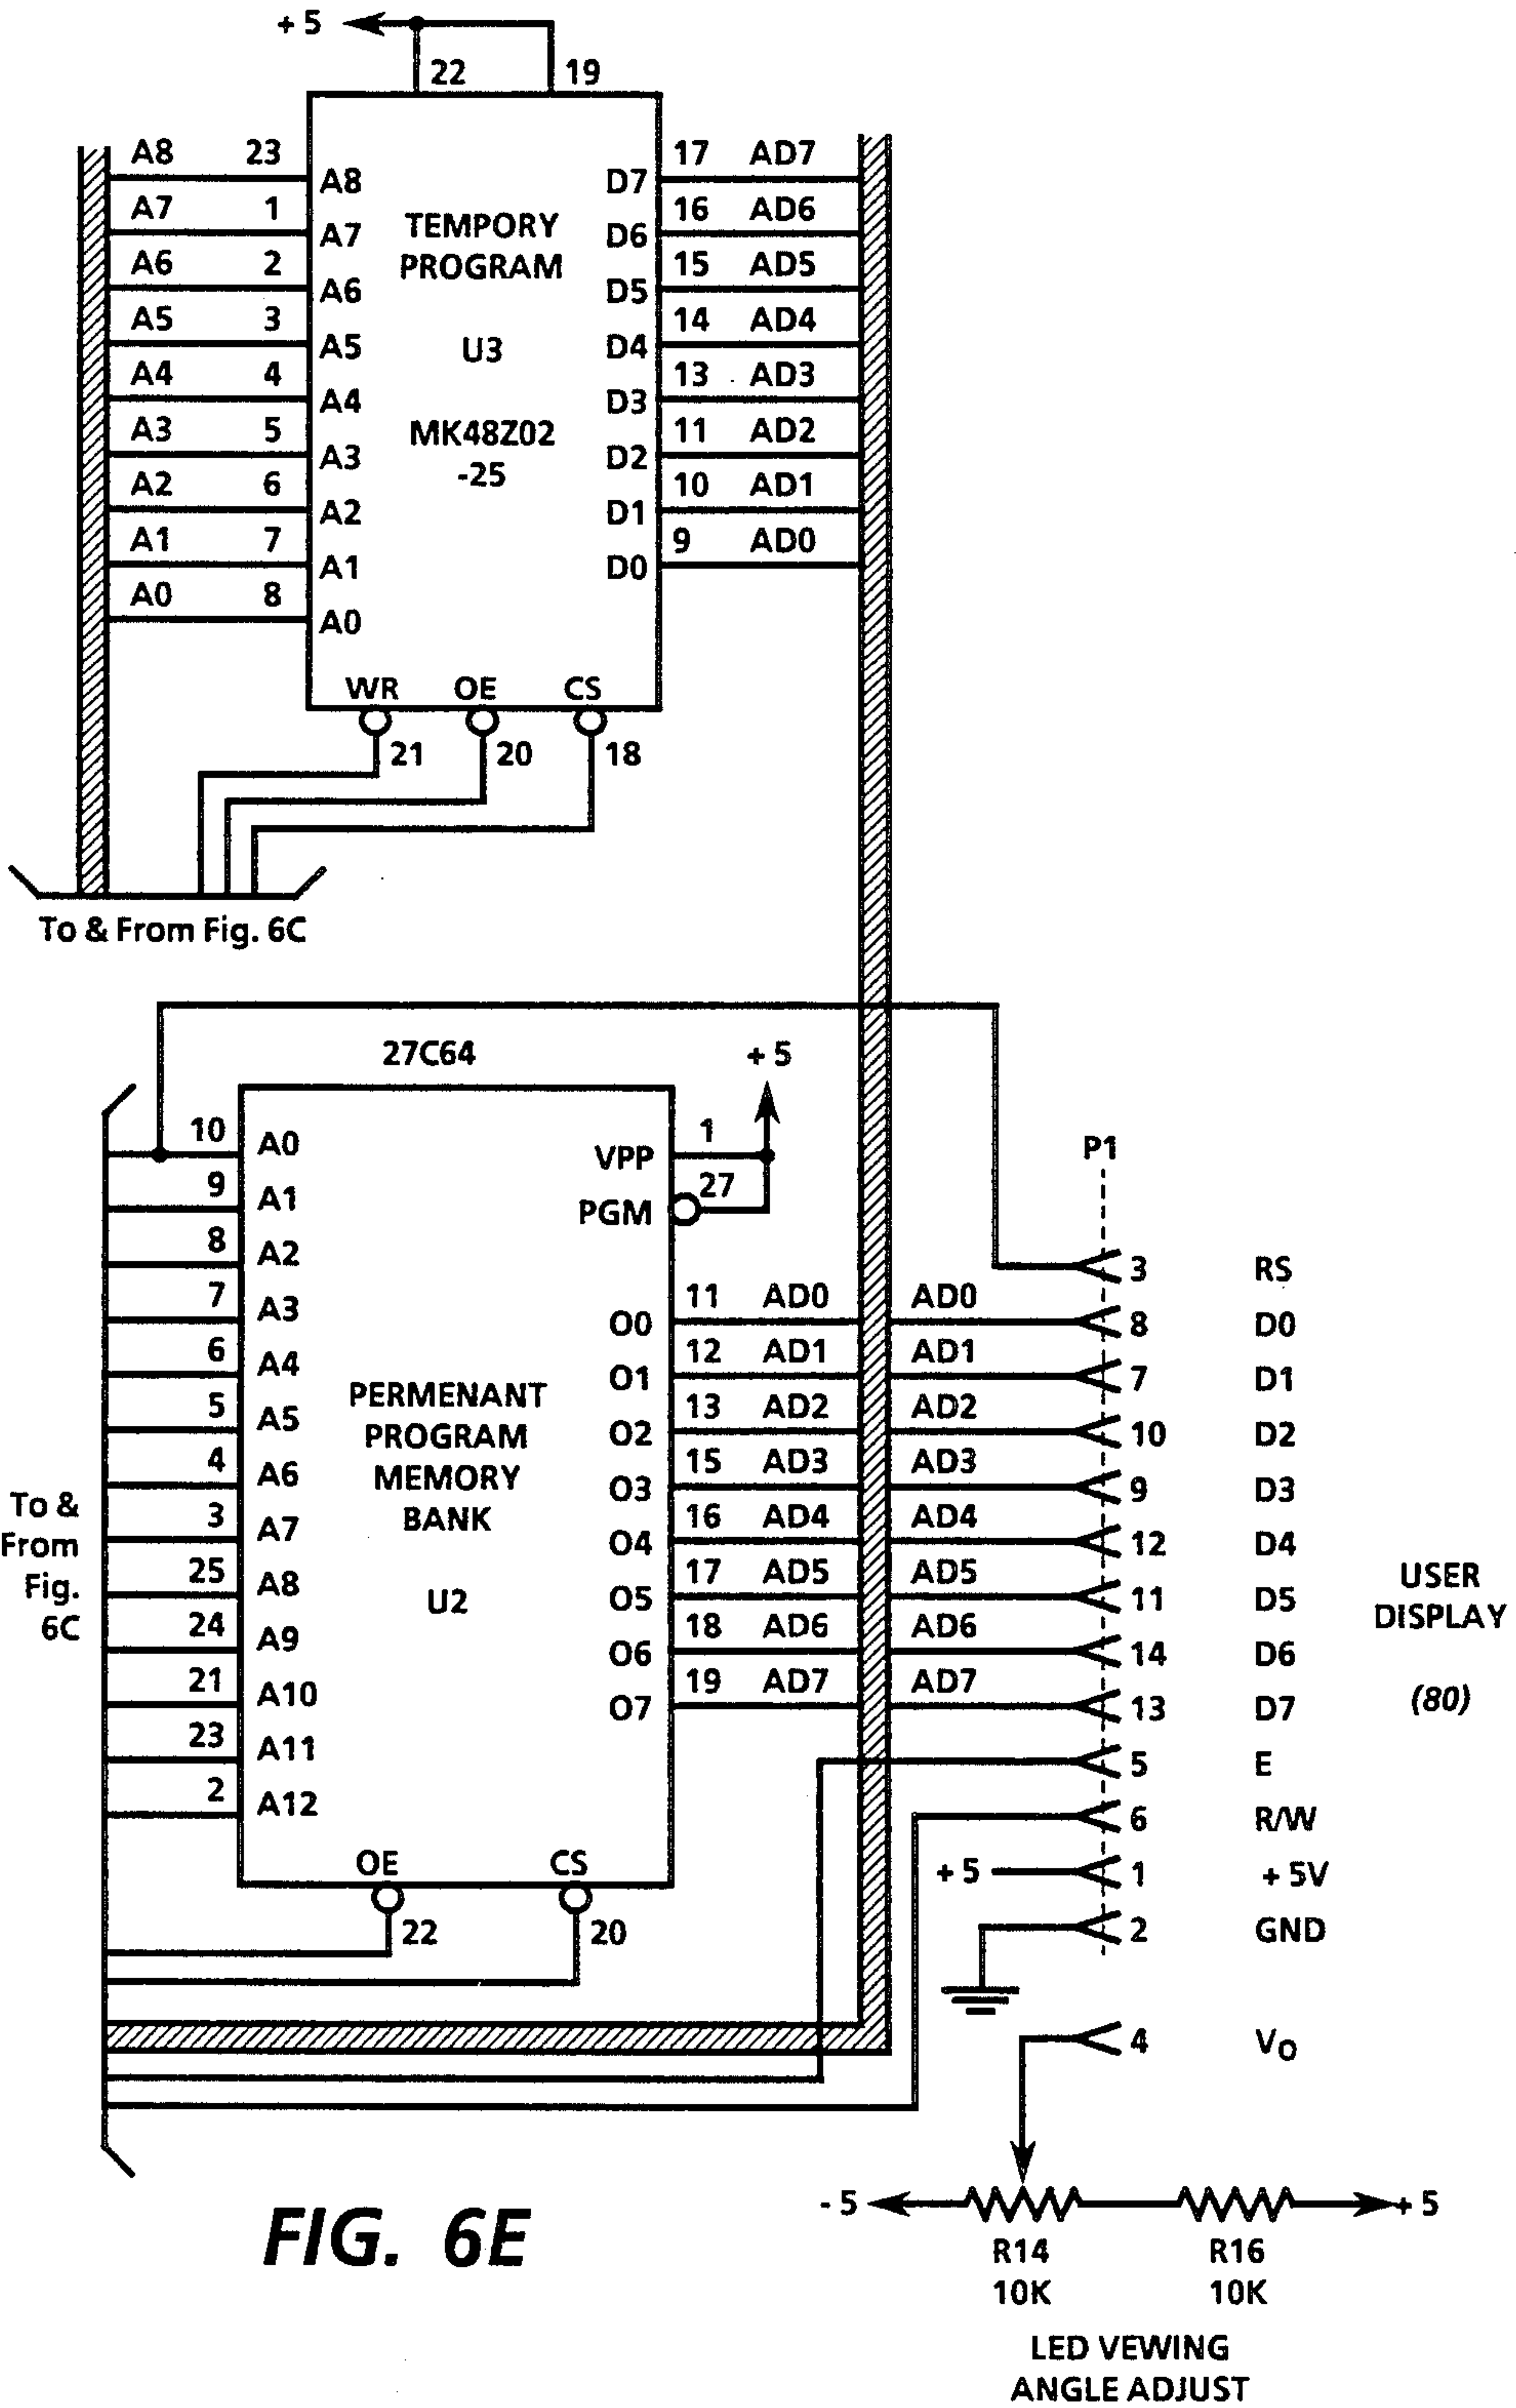 + 5
22 19
A8 23 A8 D7 17 AD7
A7 1 A7 D6 16 AD6
A6 2 A6 D5 15 AD5
A5 3 A5 D4 14 AD4
A4 4 A4 D3 13 AD3
A3 5 A3 D2 11 AD2
A2 6 A2 D1 10 AD1
A1 7 A1 D0 9 AD0
A0 8 A0
TEMPORY
PROGRAM
U3
MK48Z02
-25
WR OE CS
21 20 18
To & From Fig. 6C
27C64
+ 5
10 A0 VPP 1
9 A1 PGM 27
8 A2
7 A3
6 A4
5 A5
4 A6
3 A7
25 A8
24 A9
21 A10
23 A11
2 A12
PERMENANT
PROGRAM
MEMORY
BANK
U2
To &
From
Fig.
6C
OE CS
22 20
P1
3 RS
O0 11 AD0 AD0 8 D0
O1 12 AD1 AD1 7 D1
O2 13 AD2 AD2 10 D2
O3 15 AD3 AD3 9 D3
O4 16 AD4 AD4 12 D4
O5 17 AD5 AD5 11 D5
O6 18 AD6 AD6 14 D6
O7 19 AD7 AD7 13 D7
5 E
6 R/W
+ 5 1 + 5V
2 GND
4 VO
USER
DISPLAY
(80)
- 5 + 5
R14 R16
10K 10K
LED VEWING
ANGLE ADJUST
FIG. 6E